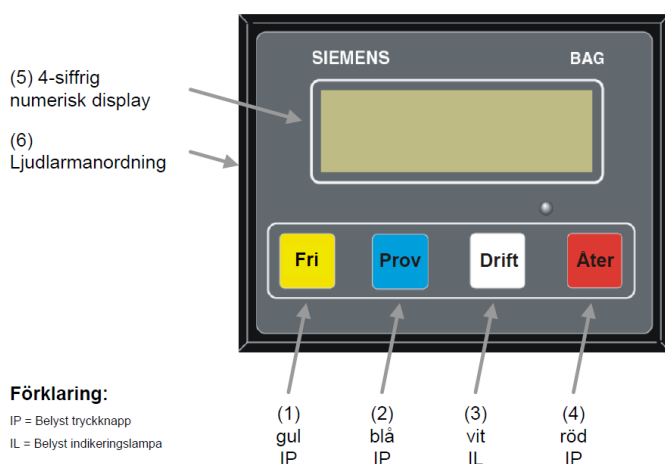 SIEMENS BAG
(5) 4-siffrig
numerisk display
(6)
Ljudlarmanordning
Fri Prov Drift Åter
Förklaring:
IP = Belyst tryckknapp
IL = Belyst indikeringslampa
(1)
gul
IP
(2)
blå
IP
(3)
vit
IL
(4)
röd
IP